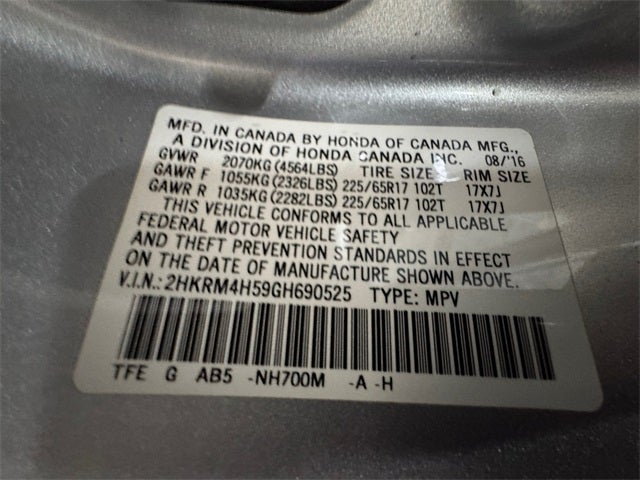 MFD. IN CANADA BY HONDA OF CANADA MFG.,
A DIVISION OF HONDA CANADA INC. 08/'16
GVWR 2070KG (4564LBS) TIRE SIZE RIM SIZE
GAWR F 1055KG (2326LBS) 225/65R17 102T 17X7J
GAWR R 1035KG (2282LBS) 225/65R17 102T 17X7J
THIS VEHICLE CONFORMS TO ALL APPLICABLE
FEDERAL MOTOR VEHICLE SAFETY
AND THEFT PREVENTION STANDARDS IN EFFECT
ON THE DATE OF MANUFACTURE SHOWN ABOVE.
V.I.N.: 2HKRM4H59GH690525 TYPE: MPV
TFE G AB5 -NH700M -A -H